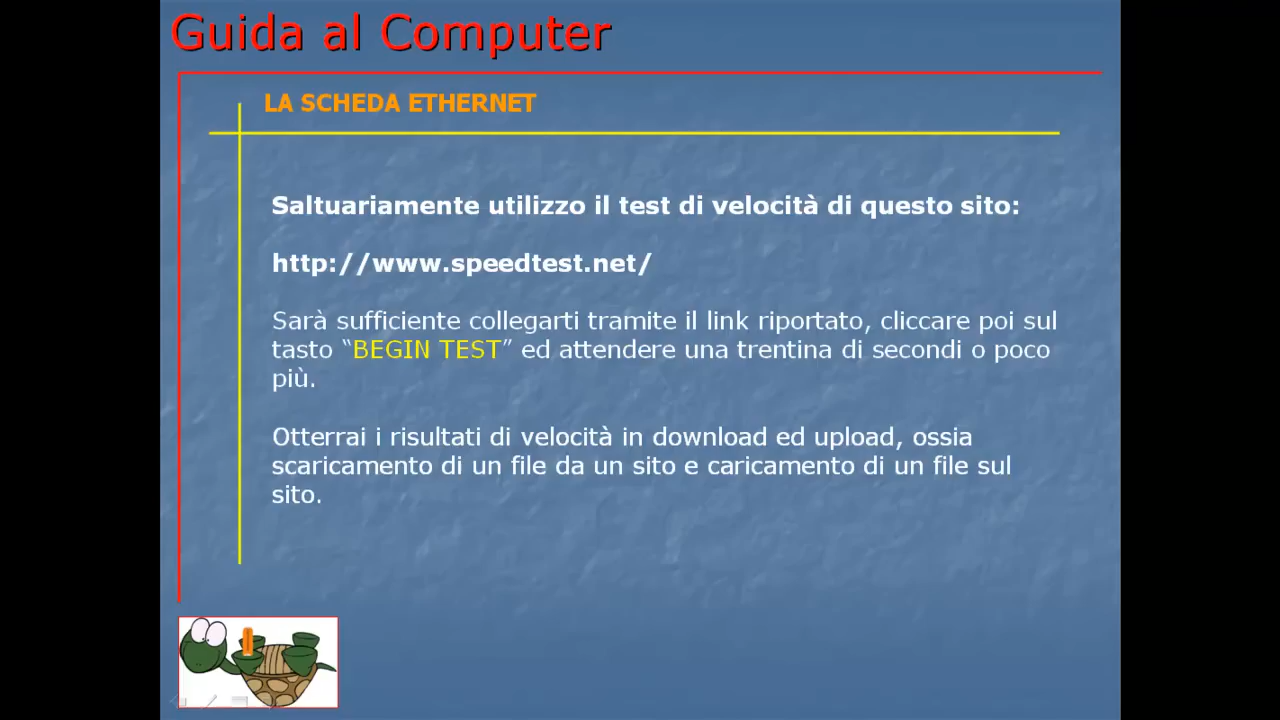 Guida al Computer
LA SCHEDA ETHERNET
Saltuariamente utilizzo il test di velocità di questo sito:
http://www.speedtest.net/
Sarà sufficiente collegarti tramite il link riportato, cliccare poi sul
tasto “BEGIN TEST” ed attendere una trentina di secondi o poco
più.
Otterrai i risultati di velocità in download ed upload, ossia
scaricamento di un file da un sito e caricamento di un file sul
sito.